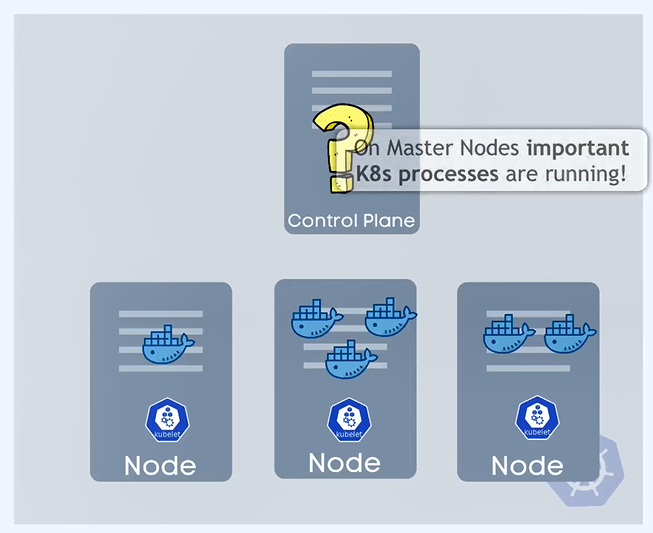 On Master Nodes important
K8s processes are running!
Control Plane
kubelet
Node
kubelet
Node
kubelet
Node